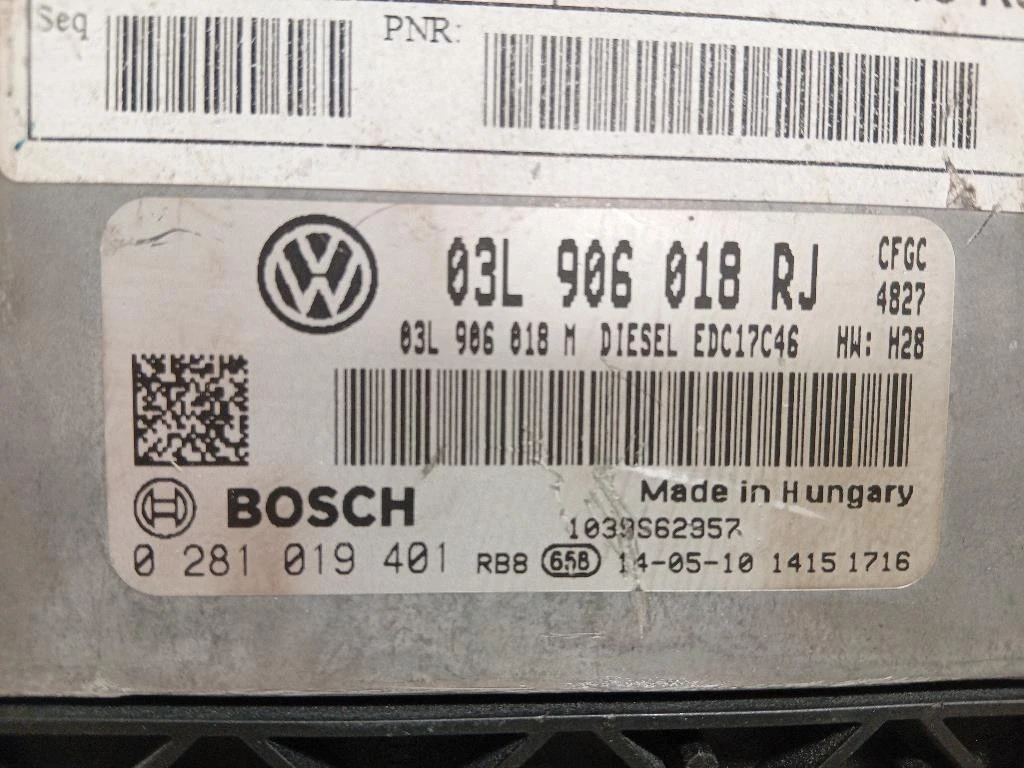 Seq PNR:
03L 906 018 RJ CFGC
4827
03L 906 018 M DIESEL EDC17C46 HW: H28
BOSCH
Made in Hungary
1039S62957
0 281 019 401 RB8 658 14-05-10 1415 1716